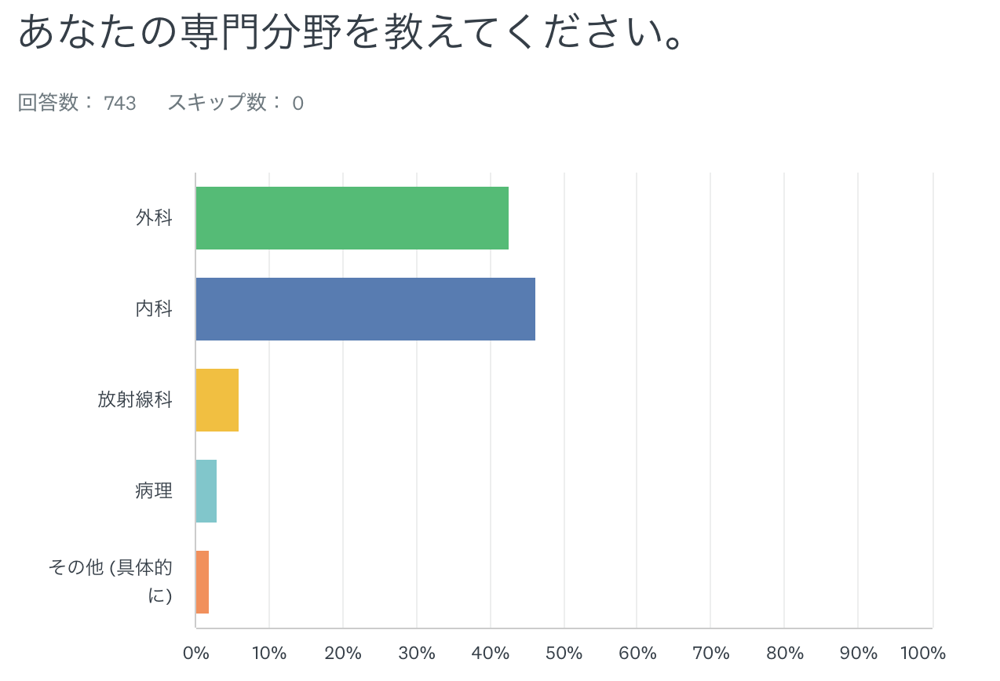 あなたの専門分野を教えてください。
回答数： 743 スキップ数： 0
外科
内科
放射線科
病理
その他 (具体的
に)
0% 10% 20% 30% 40% 50% 60% 70% 80% 90% 100%